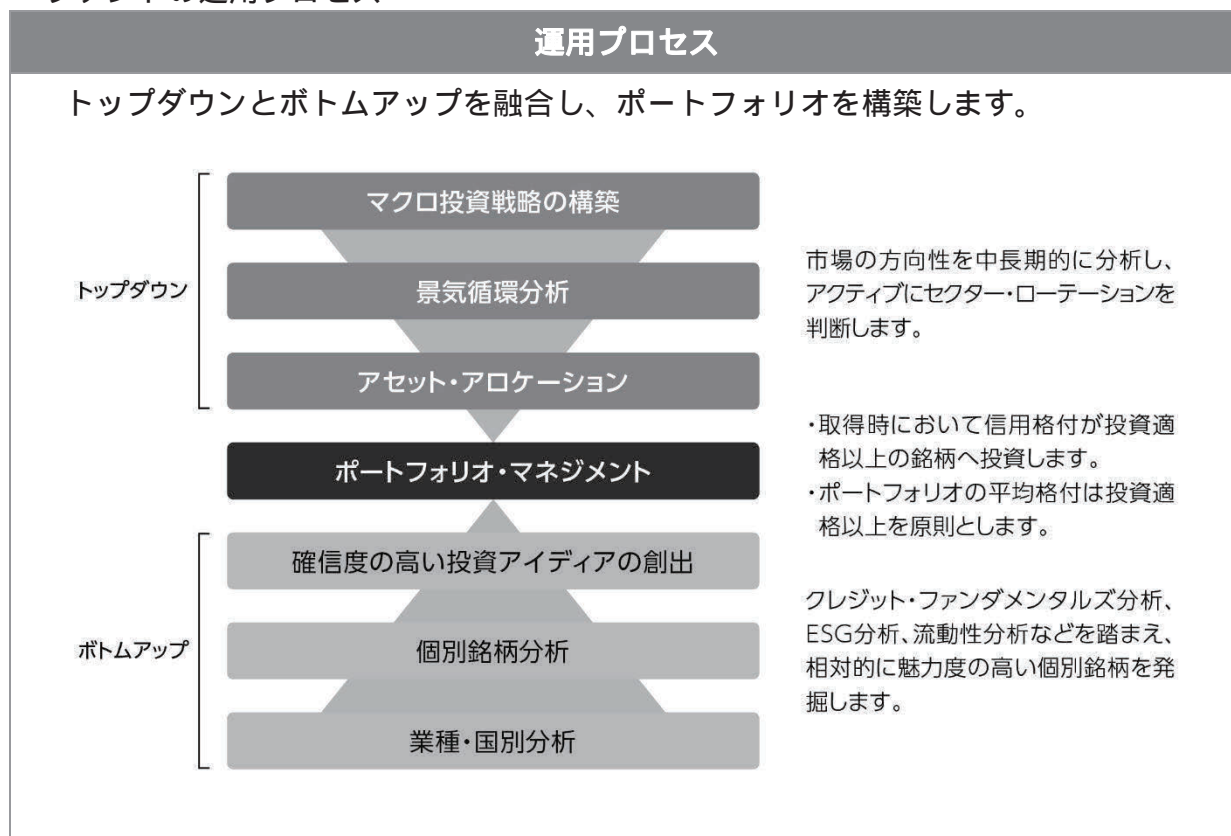 運用プロセス
トップダウンとボトムアップを融合し、ポートフォリオを構築します。
トップダウン
マクロ投資戦略の構築
景気循環分析
アセット・アロケーション
市場の方向性を中長期的に分析し、
アクティブにセクター・ローテーションを
判断します。
ポートフォリオ・マネジメント
・取得時において信用格付が投資適
格以上の銘柄へ投資します。
・ポートフォリオの平均格付は投資適
格以上を原則とします。
ボトムアップ
確信度の高い投資アイディアの創出
個別銘柄分析
業種・国別分析
クレジット・ファンダメンタルズ分析、
ESG分析、流動性分析などを踏まえ、
相対的に魅力度の高い個別銘柄を発
掘します。